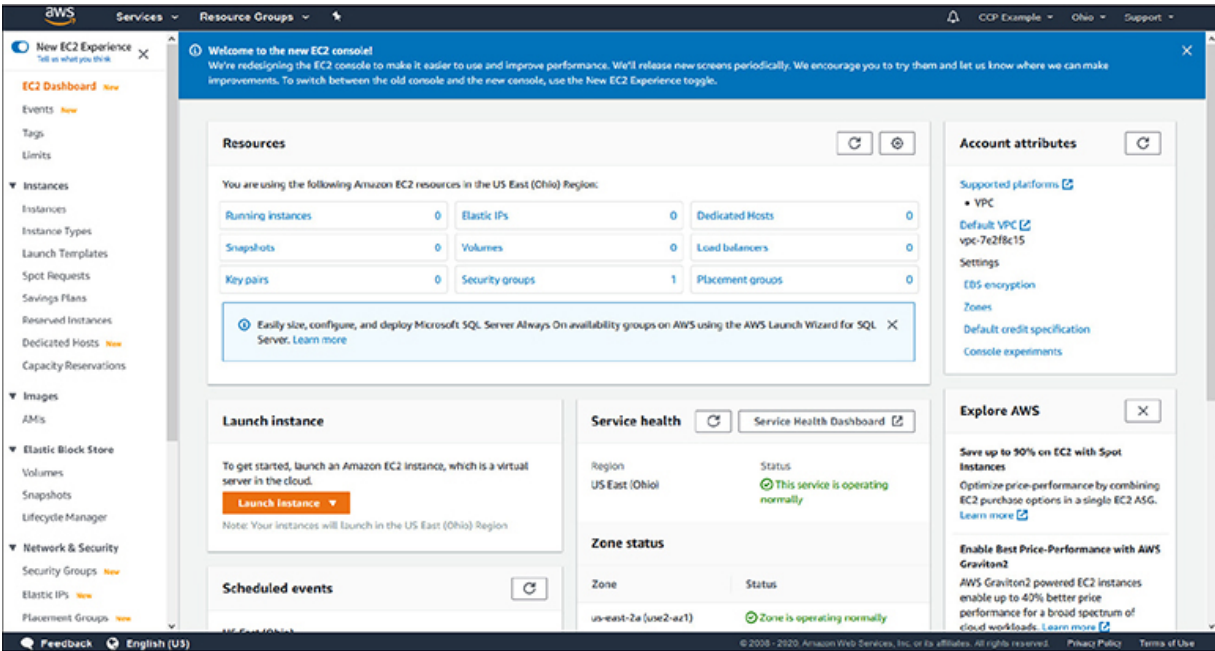 aws Services Resource Groups CCP Example Ohio Support
New EC2 Experience
Tell us what you think
EC2 Dashboard New
Events New
Tags
Limits
Instances
Instances
Instance Types
Launch Templates
Spot Requests
Savings Plans
Reserved Instances
Dedicated Hosts New
Capacity Reservations
Images
AMIs
Elastic Block Store
Volumes
Snapshots
Lifecycle Manager
Network & Security
Security Groups New
Elastic IPs New
Placement Groups New
Welcome to the new EC2 console!
We're redesigning the EC2 console to make it easier to use and improve performance. We'll release new screens periodically. We encourage you to try them and let us know where we can make
improvements. To switch between the old console and the new console, use the New EC2 Experience toggle.
Resources
You are using the following Amazon EC2 resources in the US East (Ohio) Region:
Running instances 0 Elastic IPs 0 Dedicated Hosts 0
Snapshots 0 Volumes 0 Load balancers 0
Key pairs 0 Security groups 1 Placement groups 0
Easily size, configure, and deploy Microsoft SQL Server Always On availability groups on AWS using the AWS Launch Wizard for SQL
Server. Learn more
Launch instance
To get started, launch an Amazon EC2 instance, which is a virtual
server in the cloud.
Launch instance
Note: Your instances will launch in the US East (Ohio) Region
Scheduled events
US East (Ohio)
Service health Service Health Dashboard
Region Status
US East (Ohio) This service is operating
normally
Zone status
Zone Status
us-east-2a (use2-az1) Zone is operating normally
Account attributes
Supported platforms
• VPC
Default VPC
vpc-7e2f8c15
Settings
EBS encryption
Zones
Default credit specification
Console experiments
Explore AWS
Save up to 90% on EC2 with Spot
Instances
Optimize price-performance by combining
EC2 purchase options in a single EC2 ASG.
Learn more
Enable Best Price-Performance with AWS
Graviton2
AWS Graviton2 powered EC2 instances
enable up to 40% better price
performance for a broad spectrum of
cloud workloads. Learn more
Feedback English (US) © 2008 - 2020, Amazon Web Services, Inc. or its affiliates. All rights reserved. Privacy Policy Terms of Use